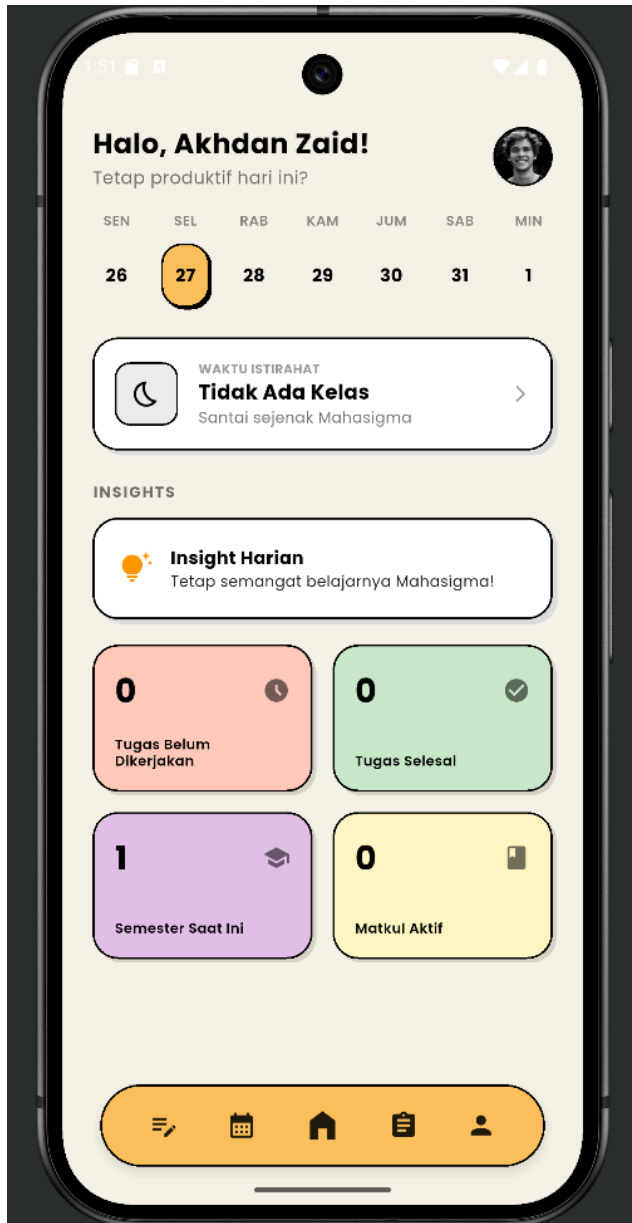 1:51
Halo, Akhdan Zaid!
Tetap produktif hari ini?
SEN SEL RAB KAM JUM SAB MIN
26 27 28 29 30 31 1
WAKTU ISTIRAHAT
Tidak Ada Kelas
Santai sejenak Mahasigma
INSIGHTS
Insight Harian
Tetap semangat belajarnya Mahasigma!
0
Tugas Belum
Dikerjakan
0
Tugas Selesai
1
Semester Saat Ini
0
Matkul Aktif